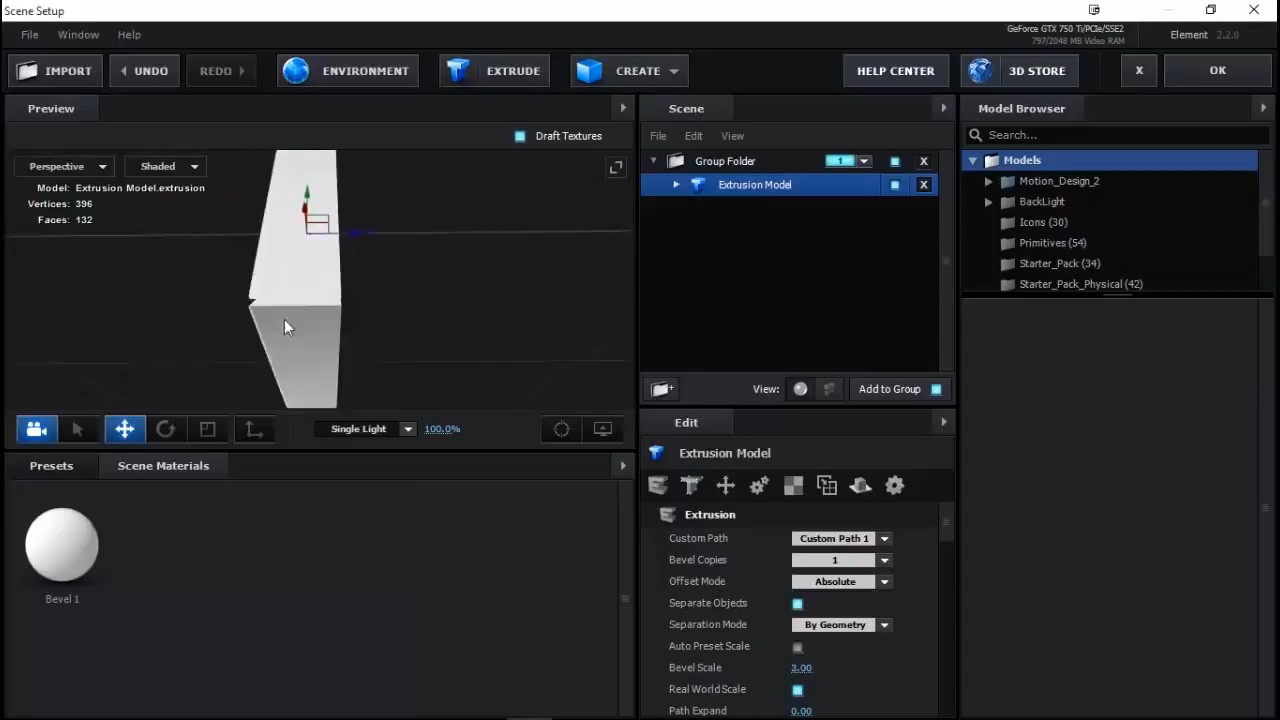 Scene Setup
File Window Help
GeForce GTX 750 Ti/PCIe/SSE2
797/2048 MB Video RAM
Element 2.2.0
IMPORT
UNDO
REDO
ENVIRONMENT
EXTRUDE
CREATE
HELP CENTER
3D STORE
X
OK
Preview
Draft Textures
Perspective
Shaded
Model: Extrusion Model.extrusion
Vertices: 396
Faces: 132
Single Light
100.0%
Presets
Scene Materials
Bevel 1
Scene
File Edit View
Group Folder 1 X
Extrusion Model X
View:
Add to Group
Edit
Extrusion Model
Extrusion
Custom Path Custom Path 1
Bevel Copies 1
Offset Mode Absolute
Separate Objects
Separation Mode By Geometry
Auto Preset Scale
Bevel Scale 3.00
Real World Scale
Path Expand 0.00
Model Browser
Search...
Models
Motion_Design_2
BackLight
Icons (30)
Primitives (54)
Starter_Pack (34)
Starter_Pack_Physical (42)